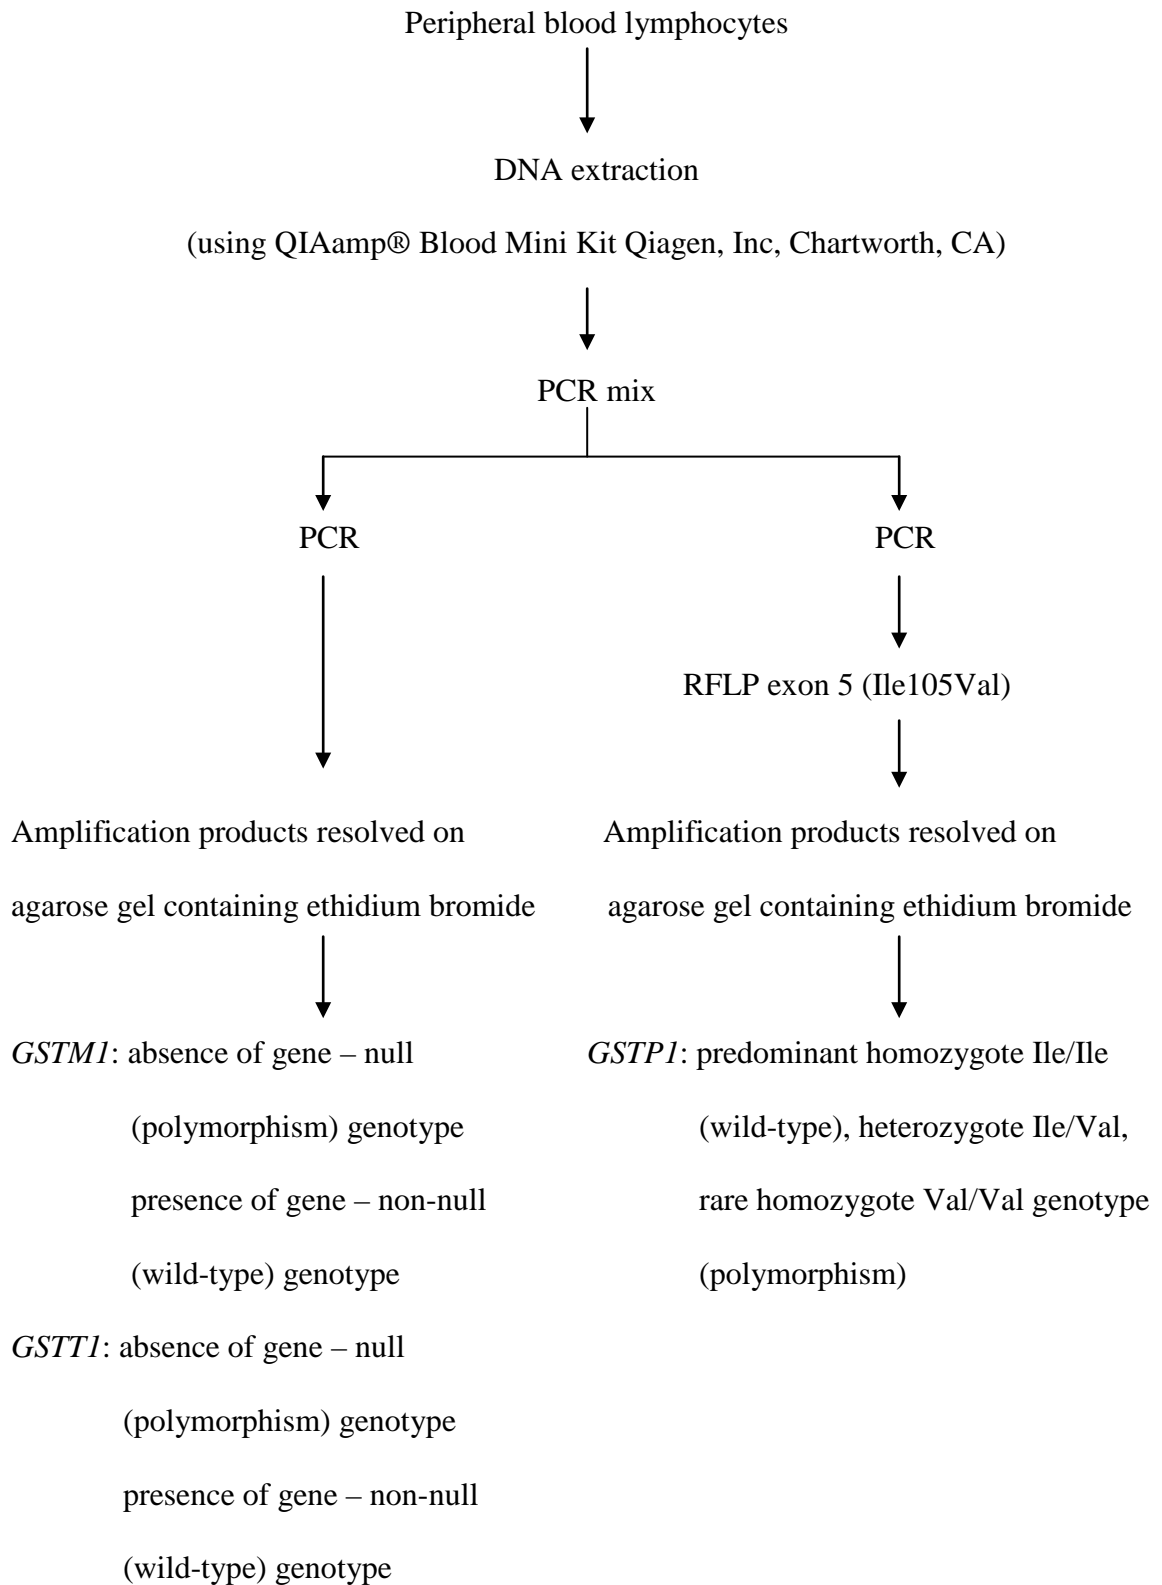 Peripheral blood lymphocytes
DNA extraction
(using QIAamp® Blood Mini Kit Qiagen, Inc, Chartworth, CA)
PCR mix
PCR
PCR
RFLP exon 5 (Ile105Val)
Amplification products resolved on
agarose gel containing ethidium bromide
Amplification products resolved on
agarose gel containing ethidium bromide
GSTM1: absence of gene – null
(polymorphism) genotype
presence of gene – non-null
(wild-type) genotype
GSTT1: absence of gene – null
(polymorphism) genotype
presence of gene – non-null
(wild-type) genotype
GSTP1: predominant homozygote Ile/Ile
(wild-type), heterozygote Ile/Val,
rare homozygote Val/Val genotype
(polymorphism)